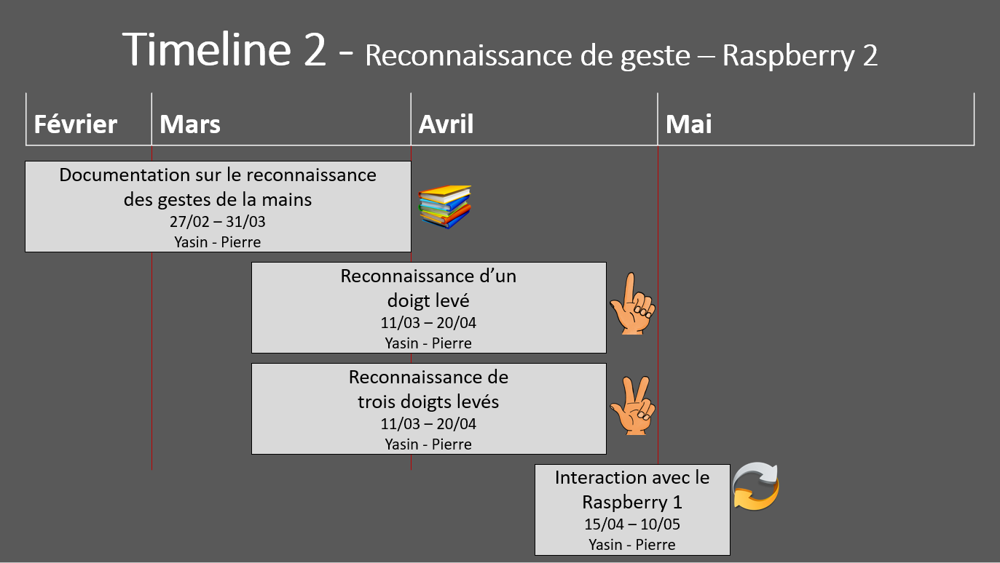 Timeline 2 - Reconnaissance de geste – Raspberry 2
Février
Mars
Avril
Mai
Documentation sur le reconnaissance
des gestes de la mains
27/02 – 31/03
Yasin - Pierre
Reconnaissance d’un
doigt levé
11/03 – 20/04
Yasin - Pierre
Reconnaissance de
trois doigts levés
11/03 – 20/04
Yasin - Pierre
Interaction avec le
Raspberry 1
15/04 – 10/05
Yasin - Pierre